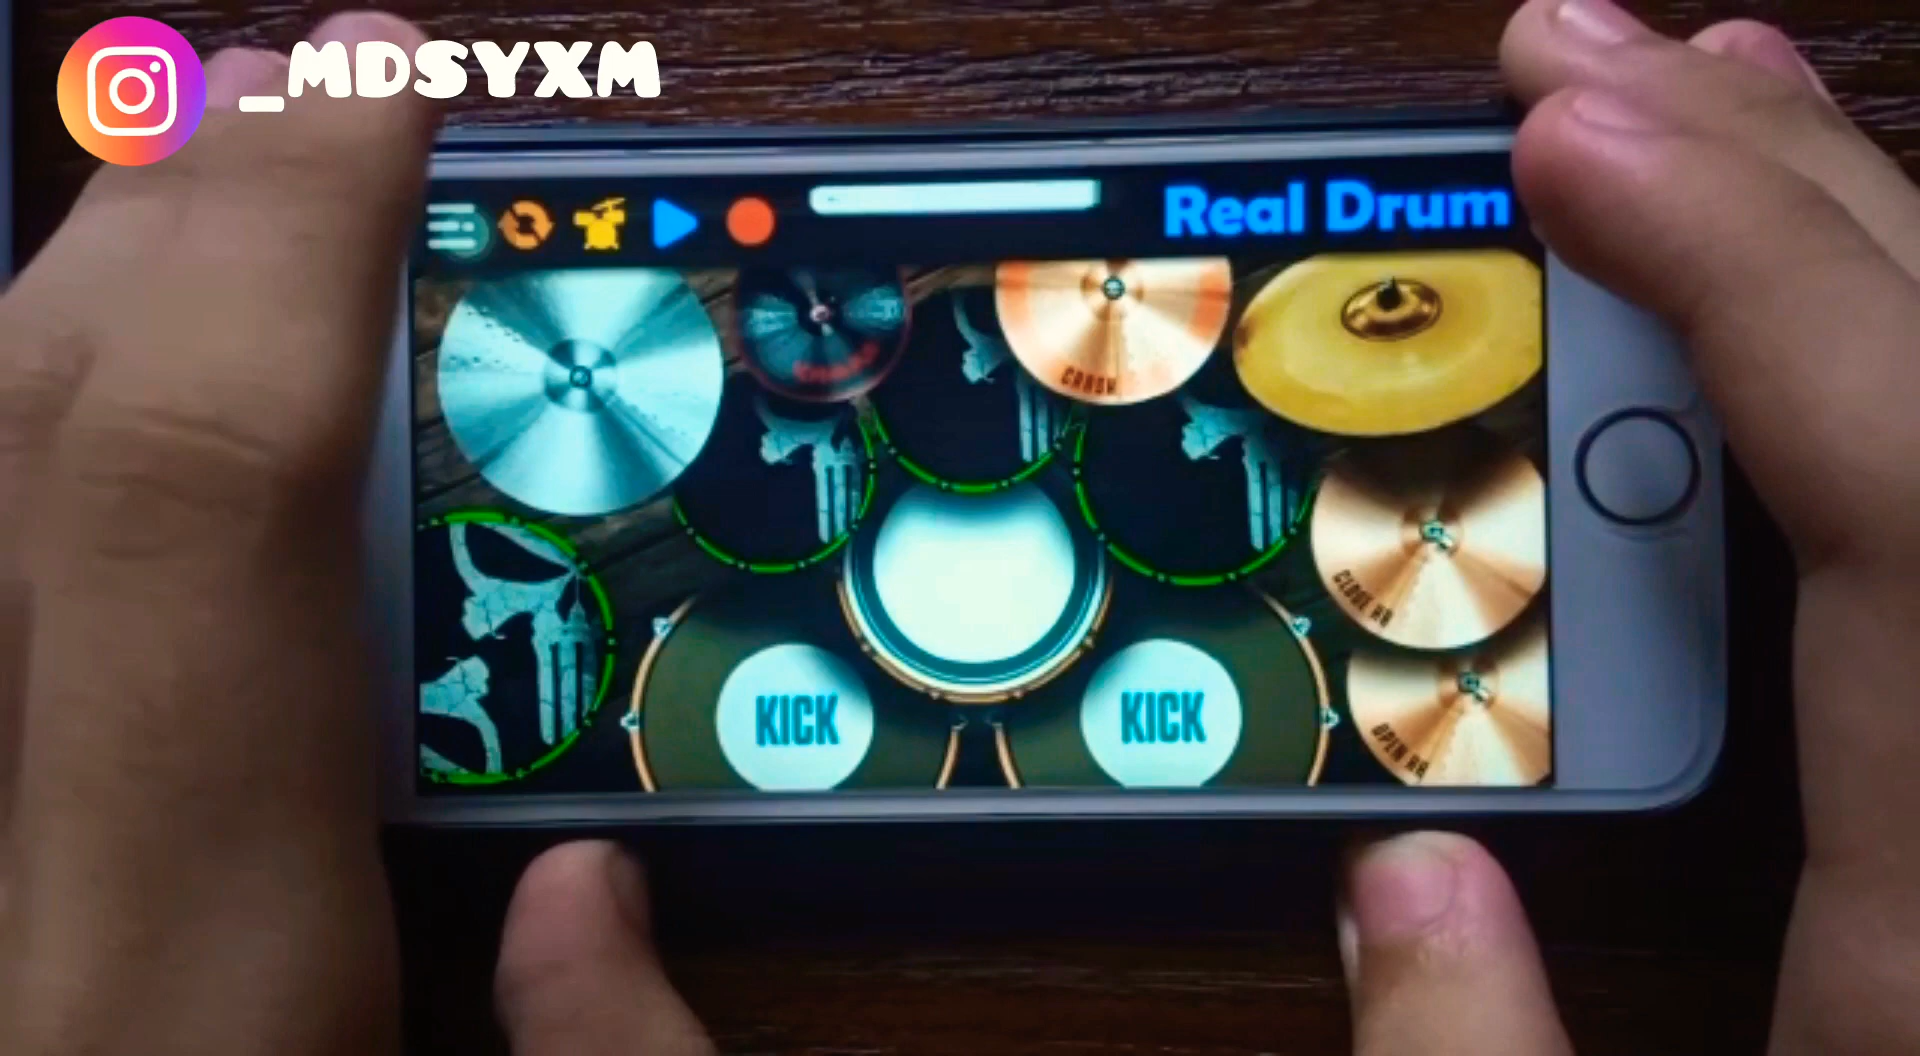 _MDSYXM
Real Drum
CRASH
CLOSE HH
OPEN HH
KICK
KICK